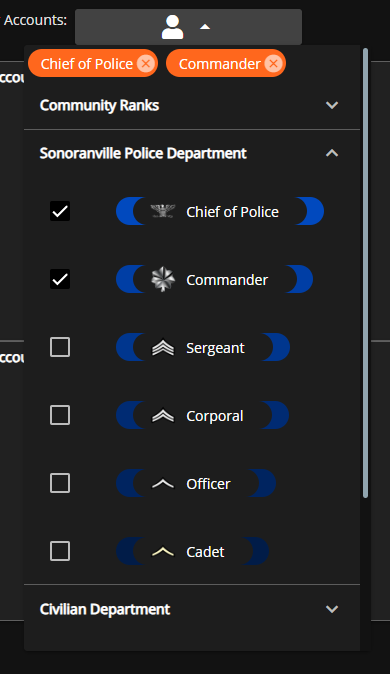 Accounts:
Chief of Police
Commander
Community Ranks
Sonoranville Police Department
Chief of Police
Commander
Sergeant
Corporal
Officer
Cadet
Civilian Department